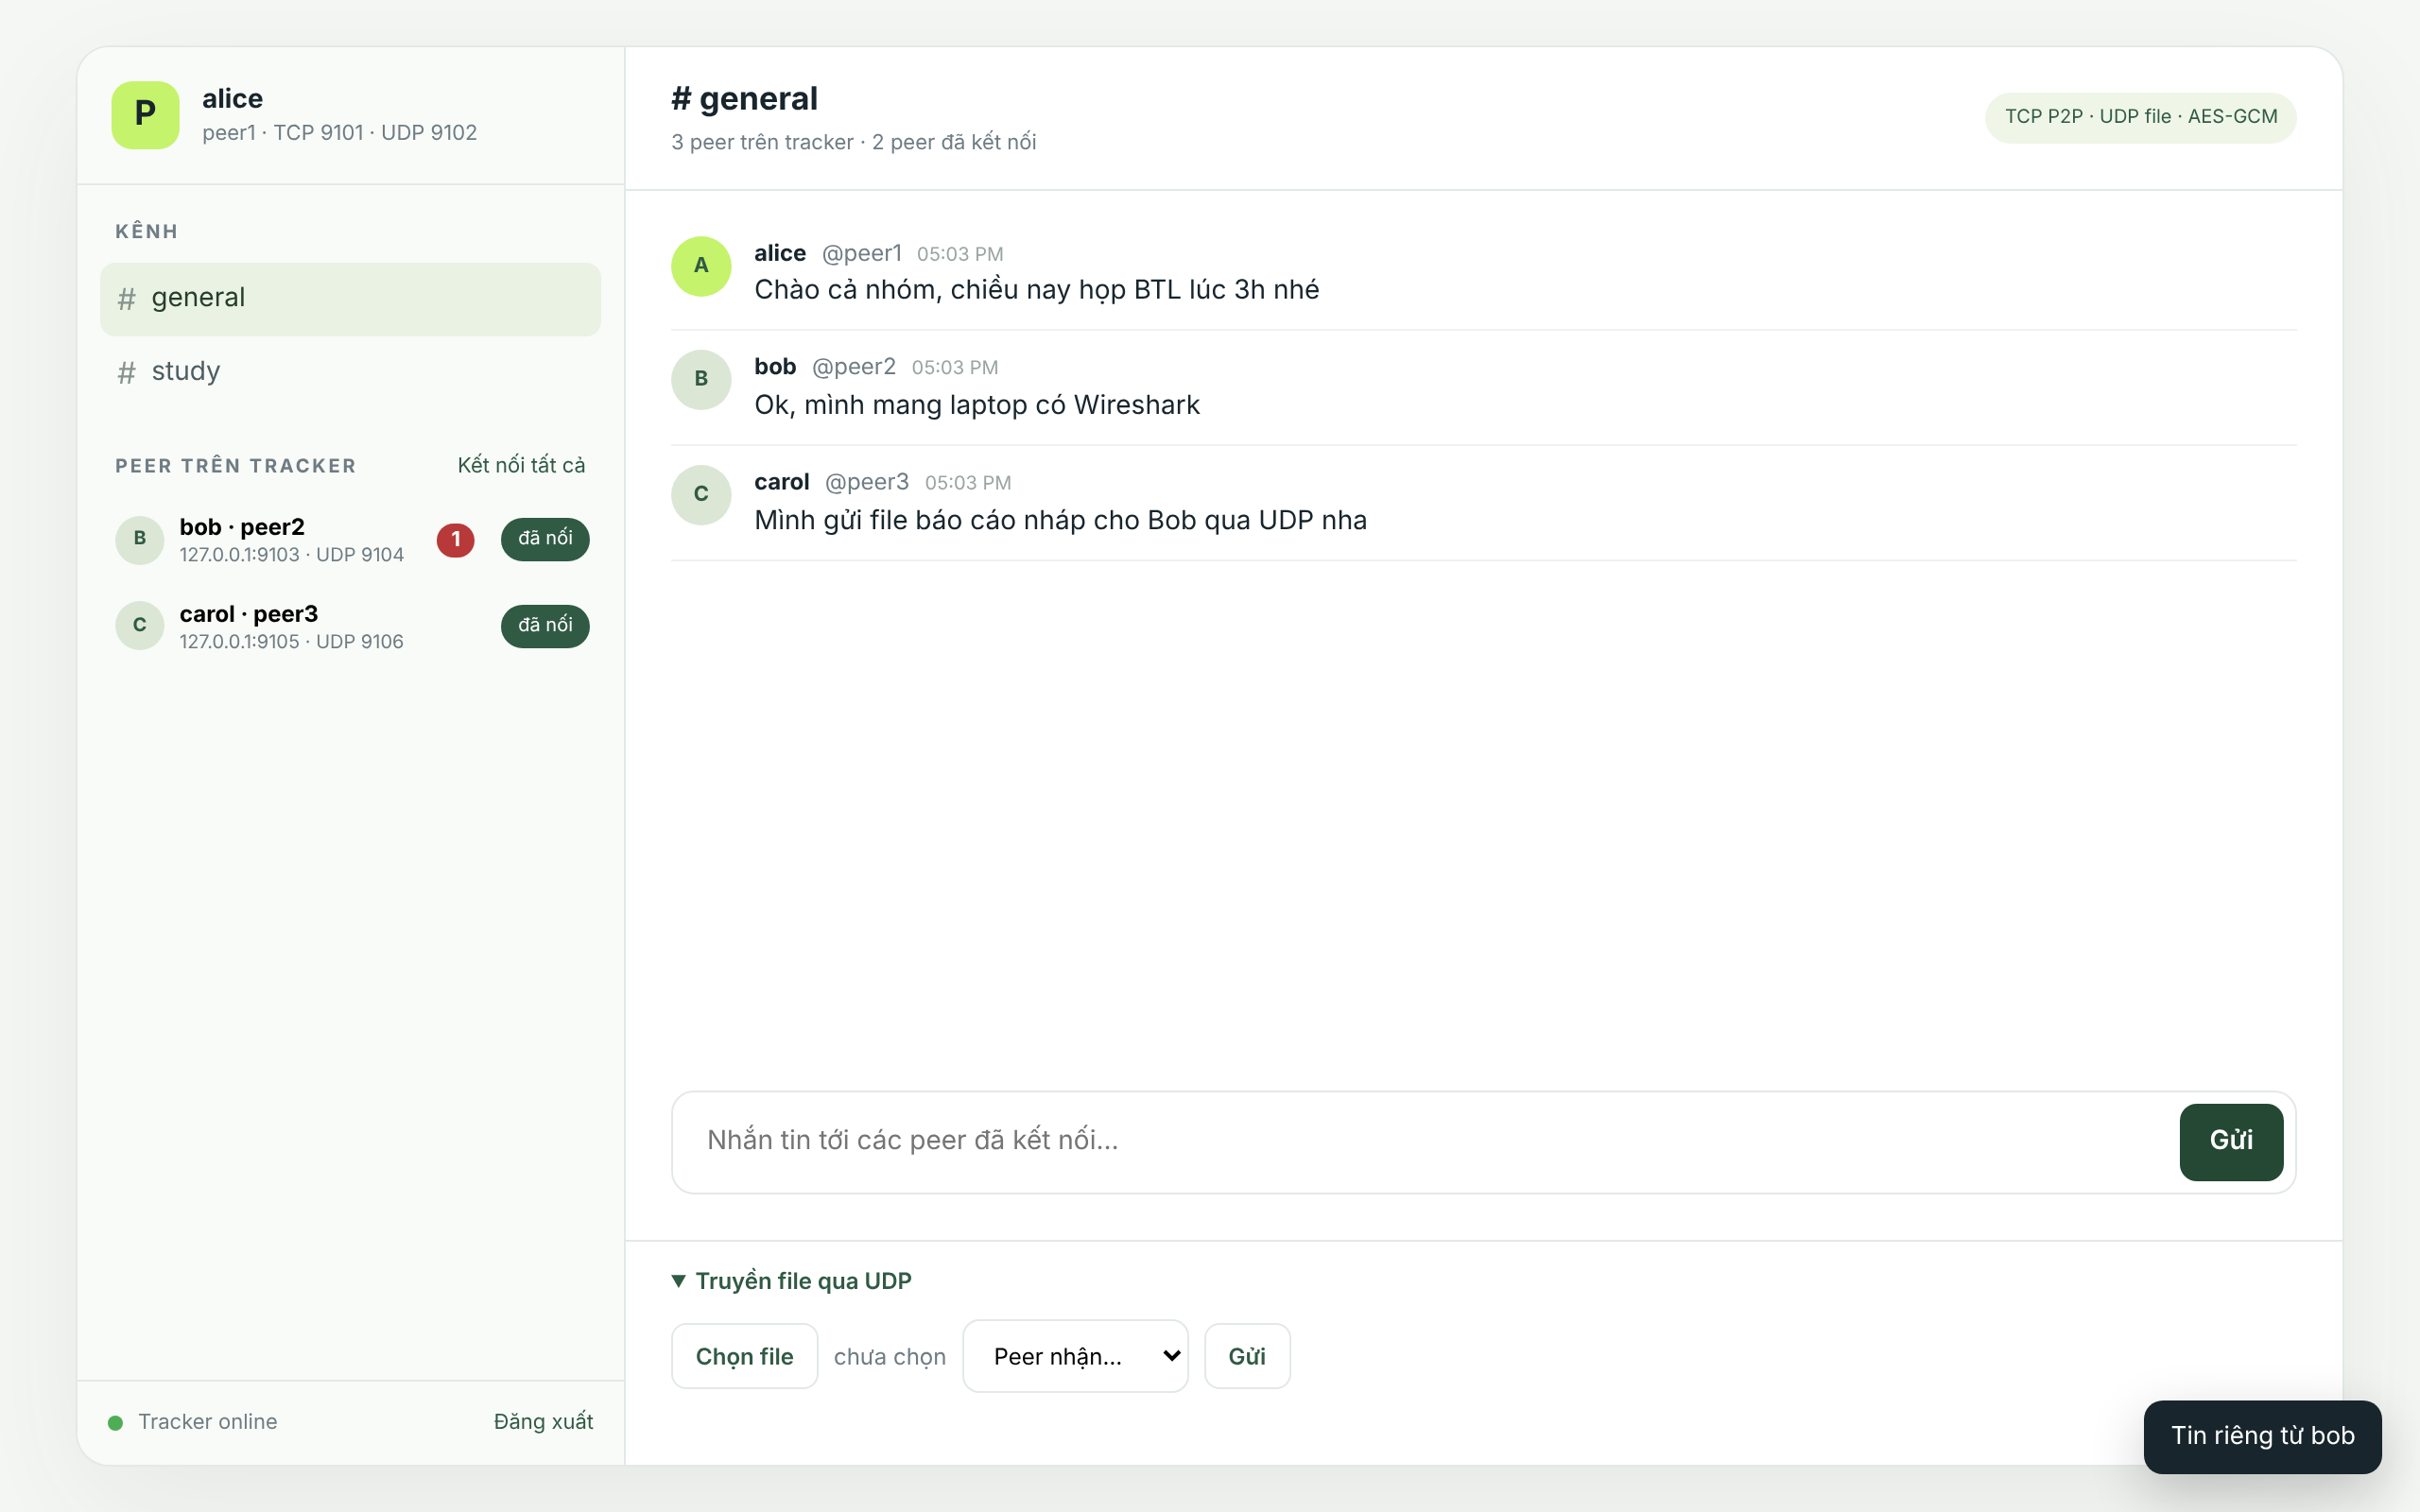 P
alice
peer1 · TCP 9101 · UDP 9102
KÊNH
# general
# study
PEER TRÊN TRACKER Kết nối tất cả
B
bob · peer2
127.0.0.1:9103 · UDP 9104
1
đã nối
C
carol · peer3
127.0.0.1:9105 · UDP 9106
đã nối
Tracker online Đăng xuất
# general
3 peer trên tracker · 2 peer đã kết nối
TCP P2P · UDP file · AES-GCM
A
alice @peer1 05:03 PM
Chào cả nhóm, chiều nay họp BTL lúc 3h nhé
B
bob @peer2 05:03 PM
Ok, mình mang laptop có Wireshark
C
carol @peer3 05:03 PM
Mình gửi file báo cáo nháp cho Bob qua UDP nha
Nhắn tin tới các peer đã kết nối... Gửi
▼ Truyền file qua UDP
Chọn file chưa chọn Peer nhận... Gửi
Tin riêng từ bob